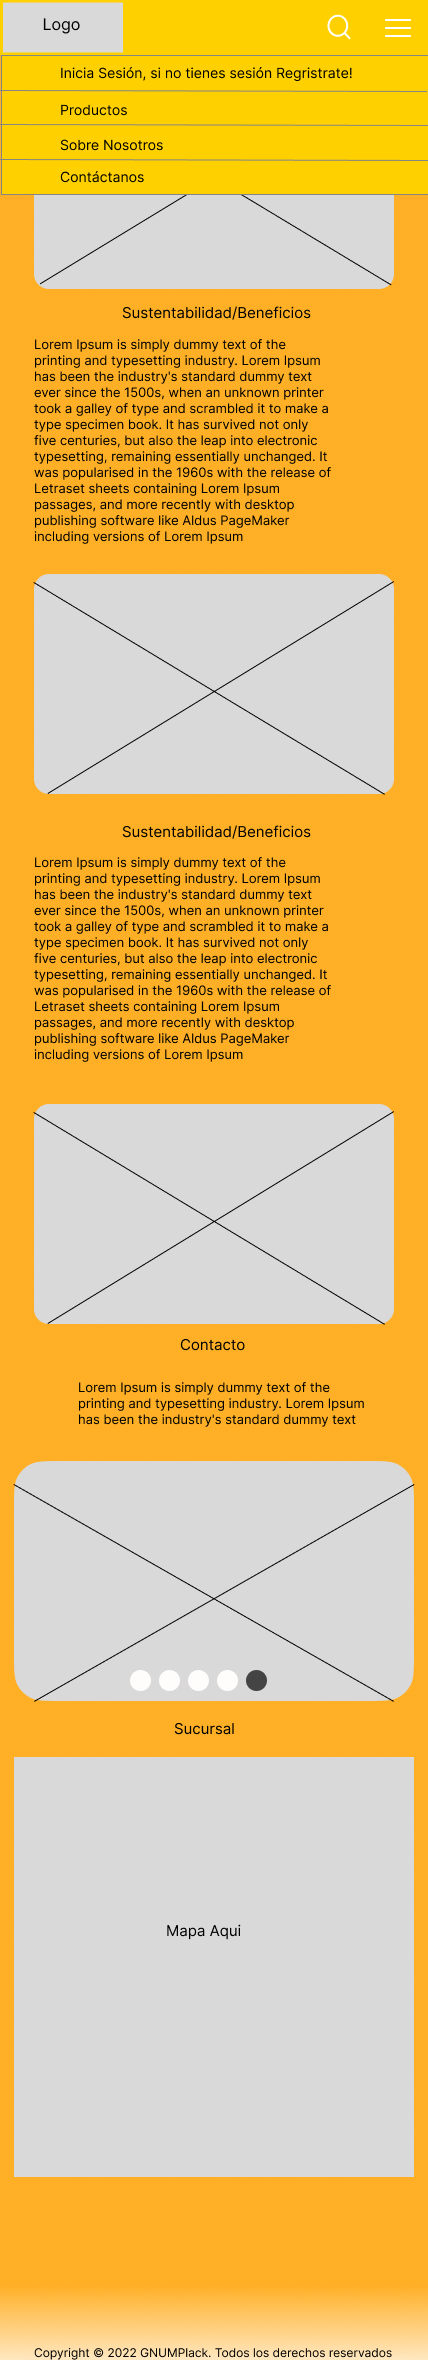 Logo
Inicia Sesión, si no tienes sesión Regristrate!
Productos
Sobre Nosotros
Contáctanos
Sustentabilidad/Beneficios
Lorem Ipsum is simply dummy text of the
printing and typesetting industry. Lorem Ipsum
has been the industry's standard dummy text
ever since the 1500s, when an unknown printer
took a galley of type and scrambled it to make a
type specimen book. It has survived not only
five centuries, but also the leap into electronic
typesetting, remaining essentially unchanged. It
was popularised in the 1960s with the release of
Letraset sheets containing Lorem Ipsum
passages, and more recently with desktop
publishing software like Aldus PageMaker
including versions of Lorem Ipsum
Sustentabilidad/Beneficios
Lorem Ipsum is simply dummy text of the
printing and typesetting industry. Lorem Ipsum
has been the industry's standard dummy text
ever since the 1500s, when an unknown printer
took a galley of type and scrambled it to make a
type specimen book. It has survived not only
five centuries, but also the leap into electronic
typesetting, remaining essentially unchanged. It
was popularised in the 1960s with the release of
Letraset sheets containing Lorem Ipsum
passages, and more recently with desktop
publishing software like Aldus PageMaker
including versions of Lorem Ipsum
Contacto
Lorem Ipsum is simply dummy text of the
printing and typesetting industry. Lorem Ipsum
has been the industry's standard dummy text
Sucursal
Mapa Aqui
Copyright © 2022 GNUMPlack. Todos los derechos reservados